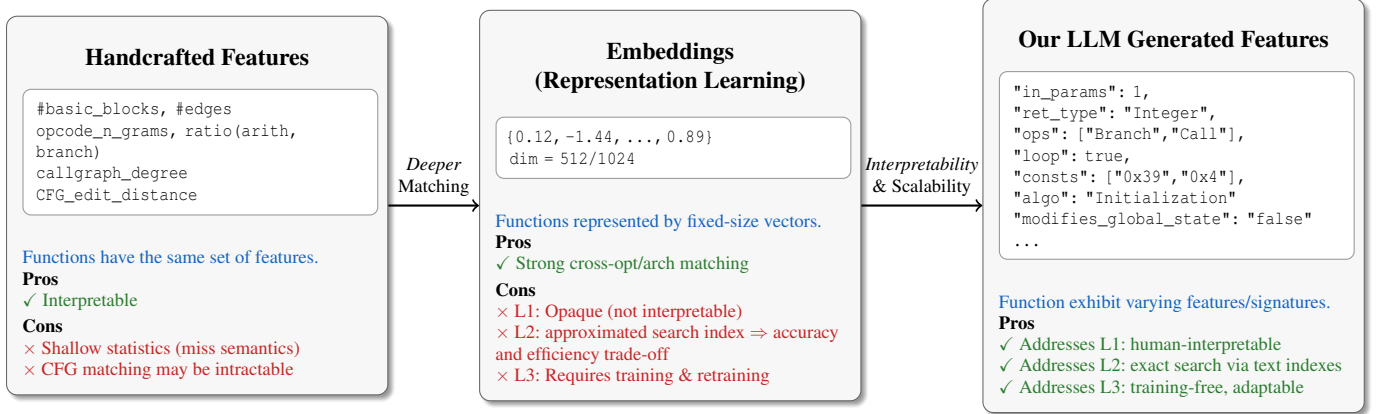 Handcrafted Features
#basic_blocks, #edges
opcode_n_grams, ratio(arith,
branch)
callgraph_degree
CFG_edit_distance
Functions have the same set of features.
Pros
✓ Interpretable
Cons
× Shallow statistics (miss semantics)
× CFG matching may be intractable
Deeper
Matching
Embeddings
(Representation Learning)
{0.12, -1.44, ..., 0.89}
dim = 512/1024
Functions represented by fixed-size vectors.
Pros
✓ Strong cross-opt/arch matching
Cons
× L1: Opaque (not interpretable)
× L2: approximated search index ⇒ accuracy
and efficiency trade-off
× L3: Requires training & retraining
Interpretability
& Scalability
Our LLM Generated Features
"in_params": 1,
"ret_type": "Integer",
"ops": ["Branch","Call"],
"loop": true,
"consts": ["0x39","0x4"],
"algo": "Initialization"
"modifies_global_state": "false"
...
Function exhibit varying features/signatures.
Pros
✓ Addresses L1: human-interpretable
✓ Addresses L2: exact search via text indexes
✓ Addresses L3: training-free, adaptable